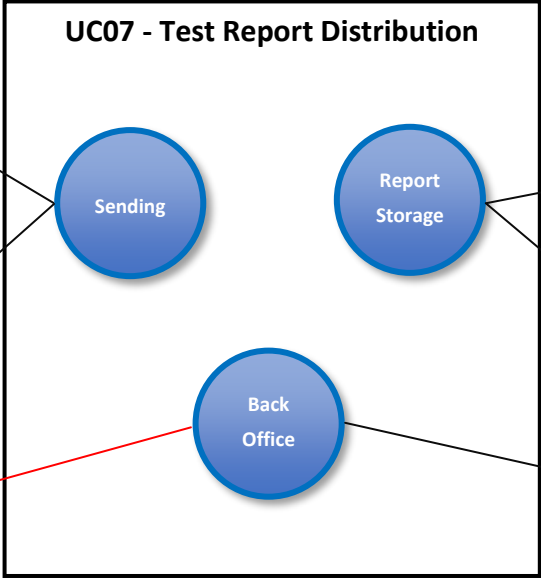 UC07 - Test Report Distribution
Sending
Report
Storage
Back
Office